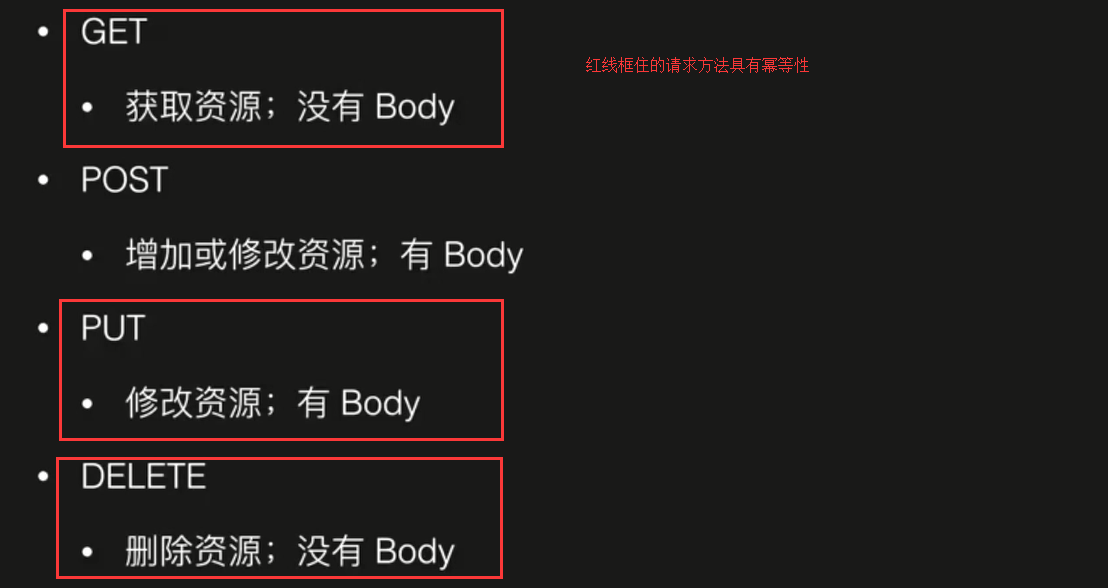 • GET
红线框住的请求方法具有幂等性
• 获取资源；没有 Body
• POST
• 增加或修改资源；有 Body
• PUT
• 修改资源；有 Body
• DELETE
• 删除资源；没有 Body